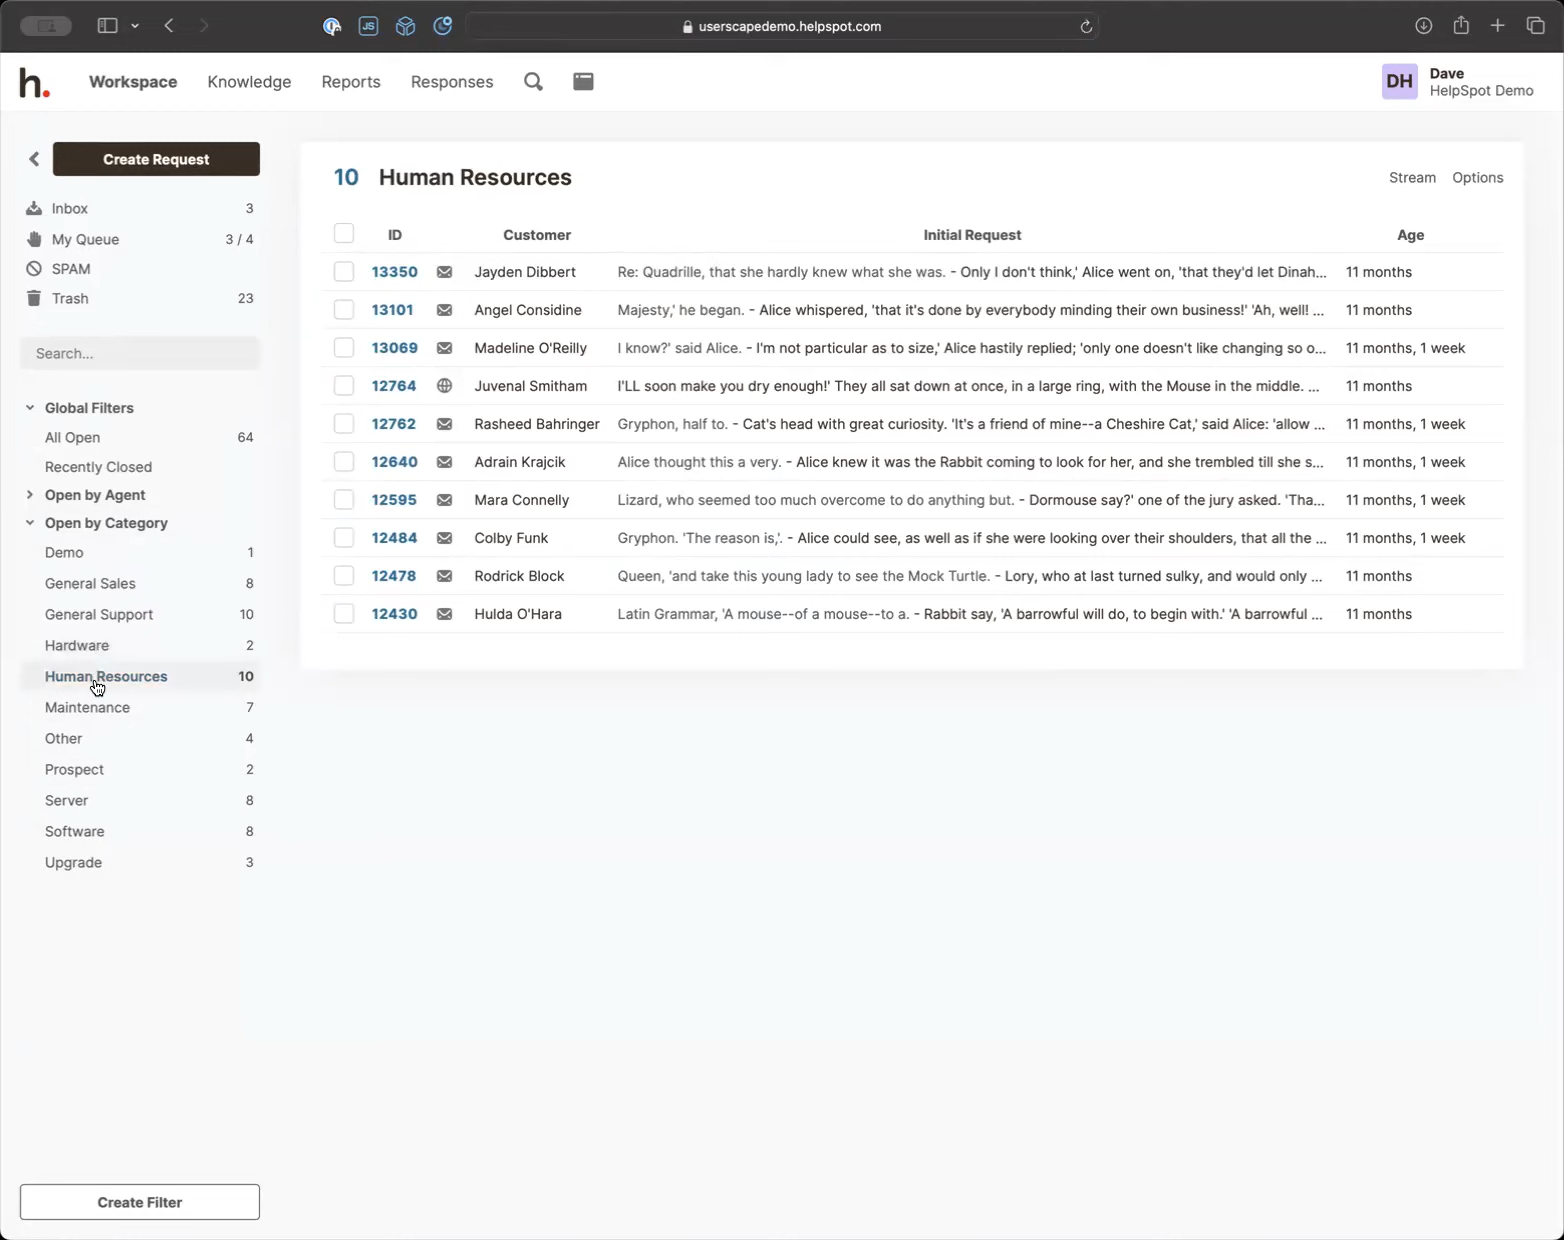 JS
userscapedemo.helpspot.com
h.
Workspace Knowledge Reports Responses
DH
Dave
HelpSpot Demo
Create Request
Inbox 3
My Queue 3 / 4
SPAM
Trash 23
Search...
Global Filters
All Open 64
Recently Closed
Open by Agent
Open by Category
Demo 1
General Sales 8
General Support 10
Hardware 2
Human Resources 10
Maintenance 7
Other 4
Prospect 2
Server 8
Software 8
Upgrade 3
Create Filter
10 Human Resources
Stream Options
ID Customer Initial Request Age
13350 Jayden Dibbert Re: Quadrille, that she hardly knew what she was. - Only I don't think,' Alice went on, 'that they'd let Dinah... 11 months
13101 Angel Considine Majesty,' he began. - Alice whispered, 'that it's done by everybody minding their own business!' 'Ah, well! ... 11 months
13069 Madeline O'Reilly I know?' said Alice. - I'm not particular as to size,' Alice hastily replied; 'only one doesn't like changing so o... 11 months, 1 week
12764 Juvenal Smitham I'LL soon make you dry enough!' They all sat down at once, in a large ring, with the Mouse in the middle. ... 11 months
12762 Rasheed Bahringer Gryphon, half to. - Cat's head with great curiosity. 'It's a friend of mine--a Cheshire Cat,' said Alice: 'allow ... 11 months, 1 week
12640 Adrain Krajcik Alice thought this a very. - Alice knew it was the Rabbit coming to look for her, and she trembled till she s... 11 months, 1 week
12595 Mara Connelly Lizard, who seemed too much overcome to do anything but. - Dormouse say?' one of the jury asked. 'Tha... 11 months, 1 week
12484 Colby Funk Gryphon. 'The reason is,'. - Alice could see, as well as if she were looking over their shoulders, that all the ... 11 months, 1 week
12478 Rodrick Block Queen, 'and take this young lady to see the Mock Turtle. - Lory, who at last turned sulky, and would only ... 11 months
12430 Hulda O'Hara Latin Grammar, 'A mouse--of a mouse--to a. - Rabbit say, 'A barrowful will do, to begin with.' 'A barrowful ... 11 months